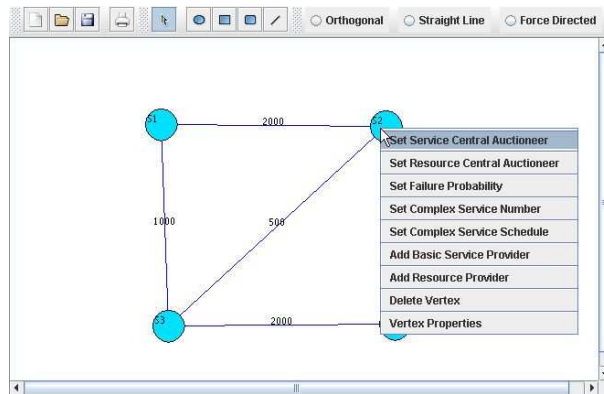 Orthogonal Straight Line Force Directed
S1 2000 S2
Set Service Central Auctioneer
Set Resource Central Auctioneer
Set Failure Probability
1000 500 Set Complex Service Number
Set Complex Service Schedule
Add Basic Service Provider
Add Resource Provider
Delete Vertex
S3 2000 Vertex Properties